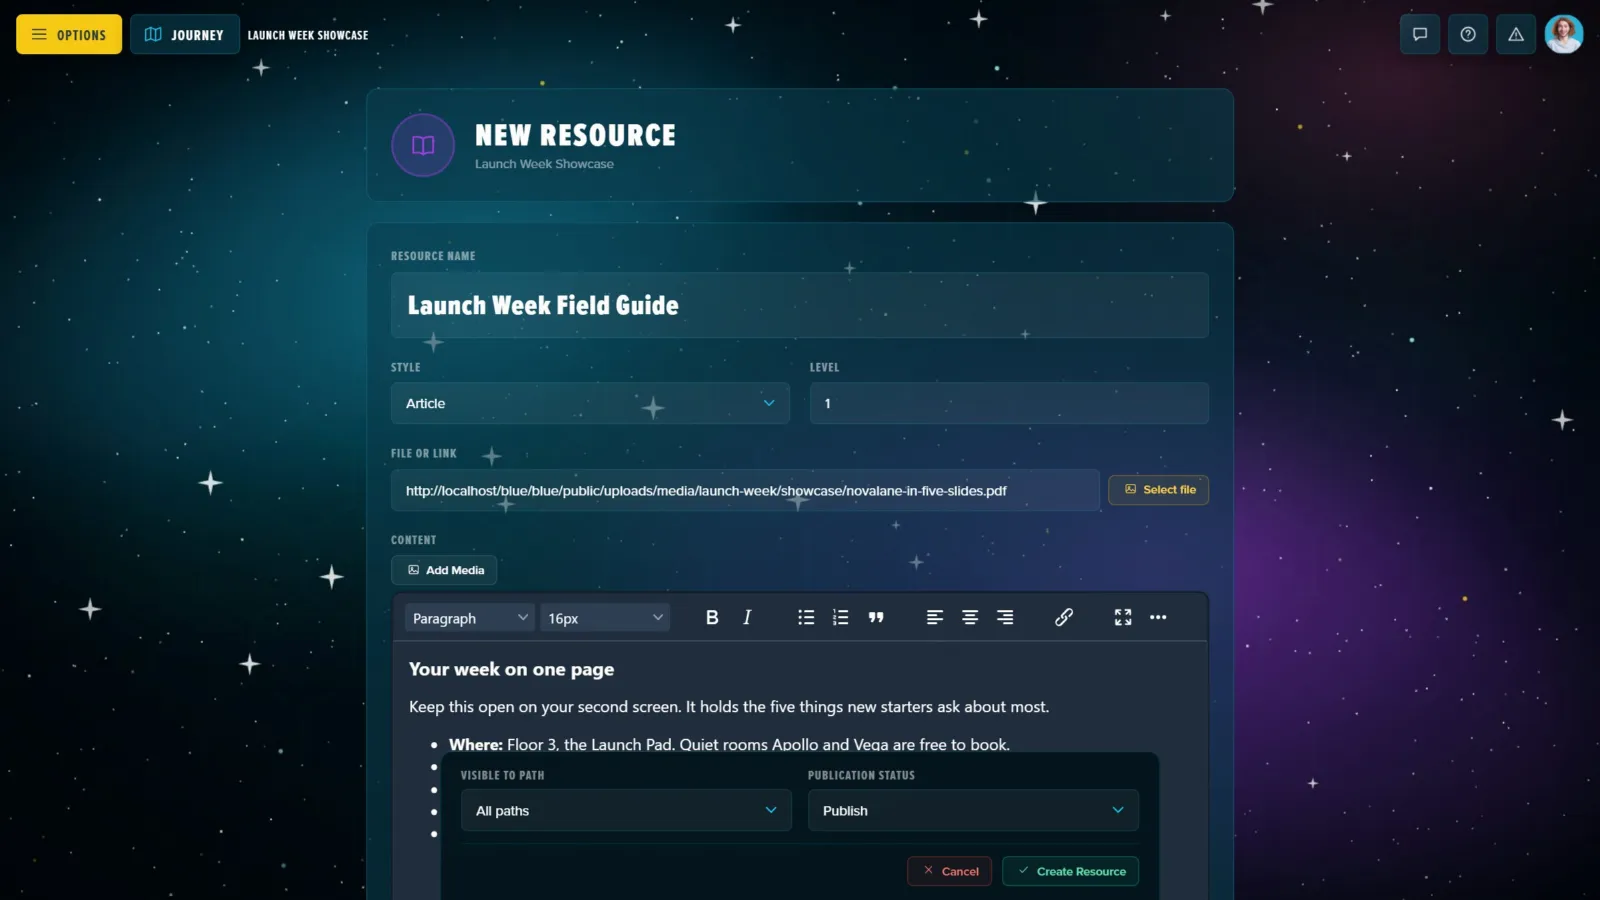 OPTIONS
JOURNEY
LAUNCH WEEK SHOWCASE
NEW RESOURCE
Launch Week Showcase
RESOURCE NAME
Launch Week Field Guide
STYLE
LEVEL
Article
1
FILE OR LINK
http://localhost/blue/blue/public/uploads/media/launch-week/showcase/novalane-in-five-slides.pdf
Select file
CONTENT
Add Media
Paragraph
16px
B
I
Your week on one page
Keep this open on your second screen. It holds the five things new starters ask about most.
• Where: Floor 3, the Launch Pad. Quiet rooms Apollo and Vega are free to book.
VISIBLE TO PATH
PUBLICATION STATUS
All paths
Publish
Cancel
Create Resource